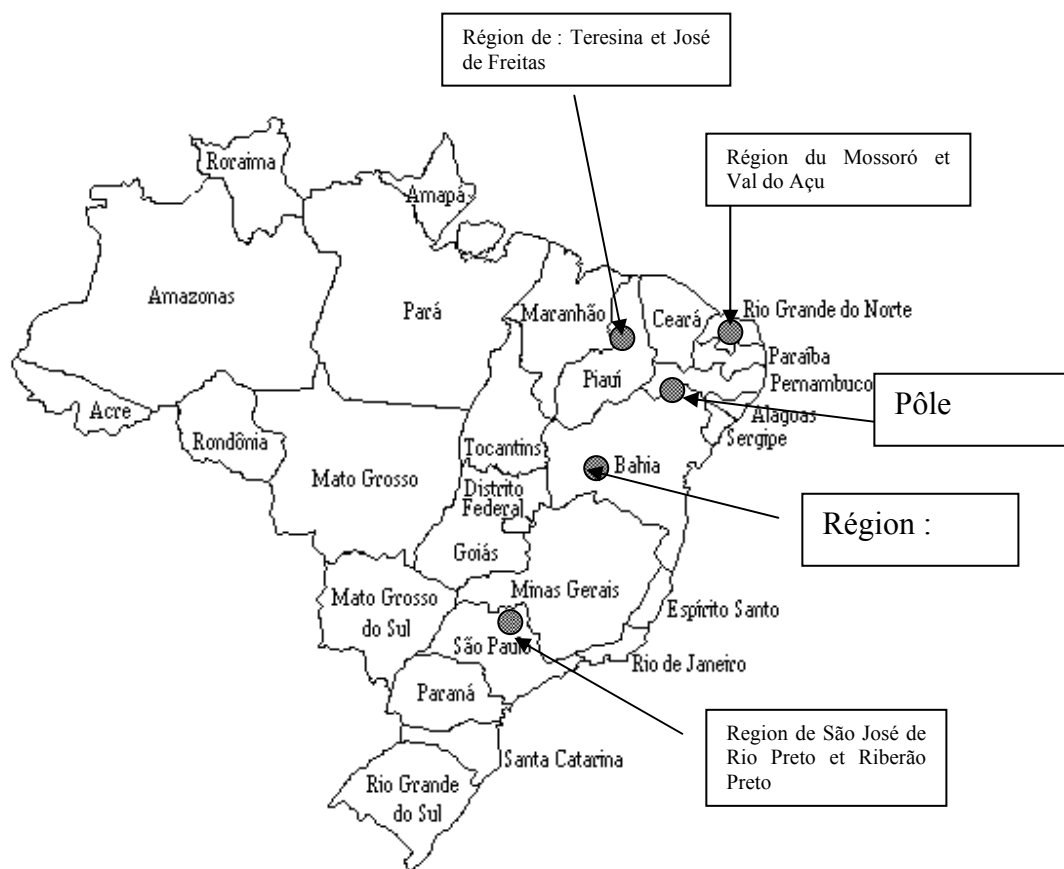 Région de : Teresina et José
de Freitas
Région du Mossoró et
Val do Açu
Roraima
Amapá
Amazonas
Pará
Maranhão
Ceará
Rio Grande do Norte
Paraíba
Piauí
Pernambuco
Pôle
Acre
Alagoas
Rondônia
Sergipe
Tocantins
Bahia
Mato Grosso
Distrito
Federal
Région :
Goiás
Minas Gerais
Mato Grosso
do Sul
Espírito Santo
São Paulo
Rio de Janeiro
Paraná
Region de São José de
Rio Preto et Riberão
Preto
Santa Catarina
Rio Grande
do Sul